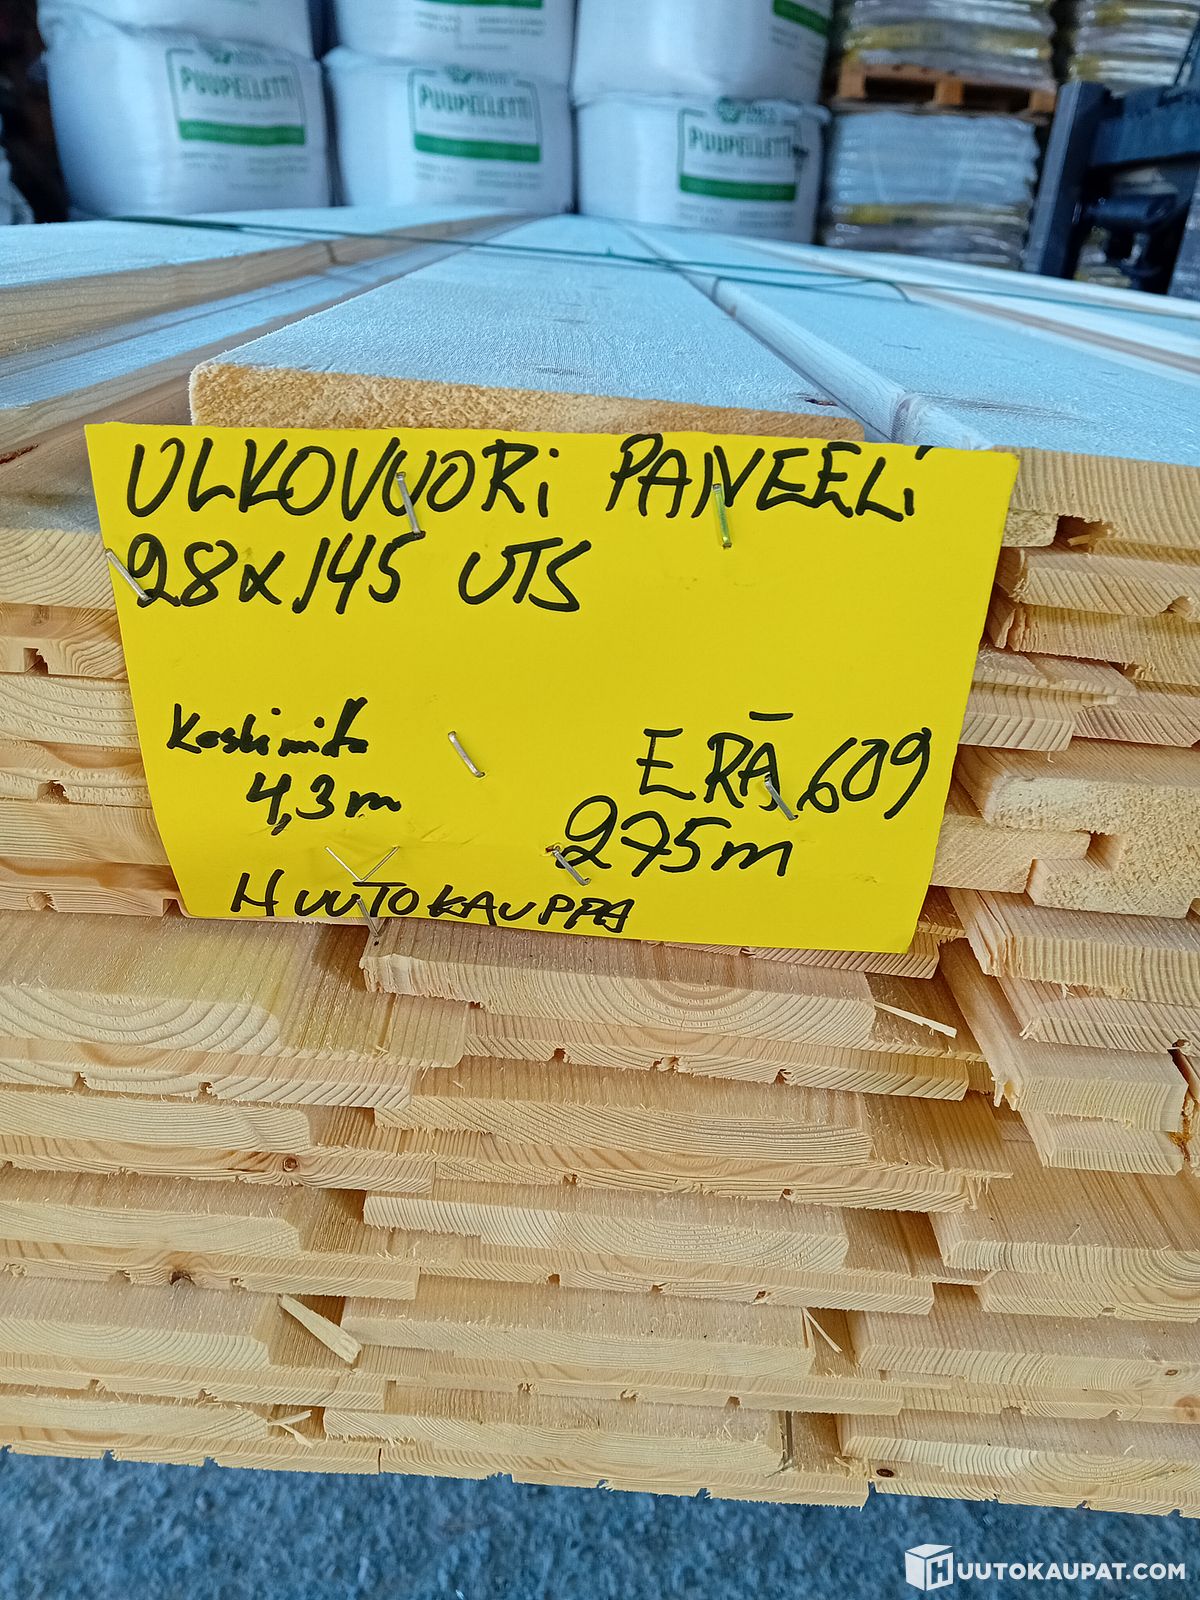 PUUPELLETTI
PUUPELLETTI
PUUPELLETTI
ULKOVUORi PANEELi
28x145 UTS
Keskimitta
4,3m
ERÄ 609
275m
HUUTOKAUPPA
HUUTOKAUPAT.COM